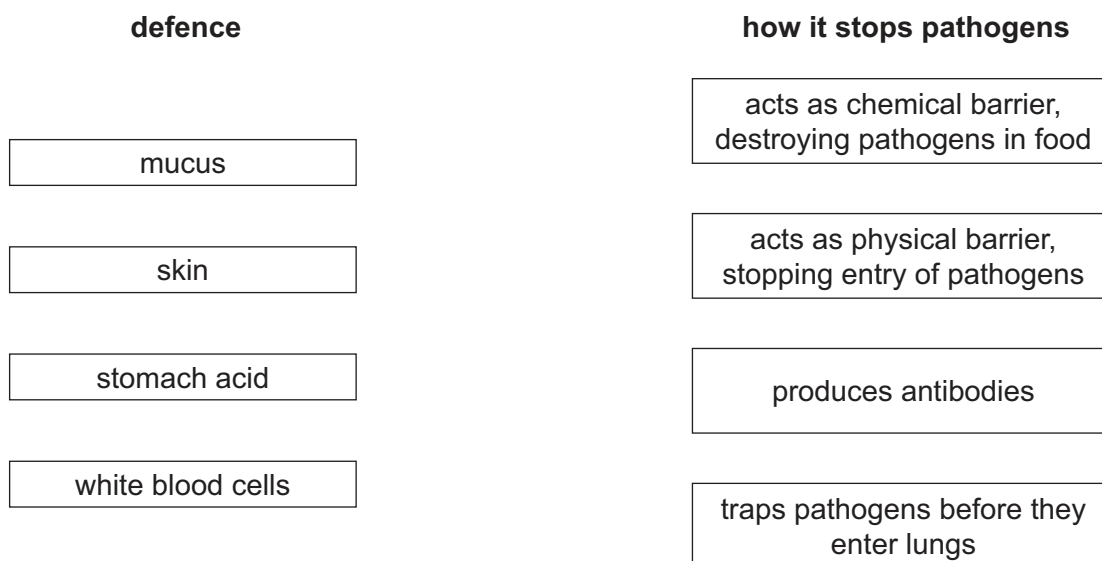 defence
how it stops pathogens
mucus
skin
stomach acid
white blood cells
acts as chemical barrier,
destroying pathogens in food
acts as physical barrier,
stopping entry of pathogens
produces antibodies
traps pathogens before they
enter lungs